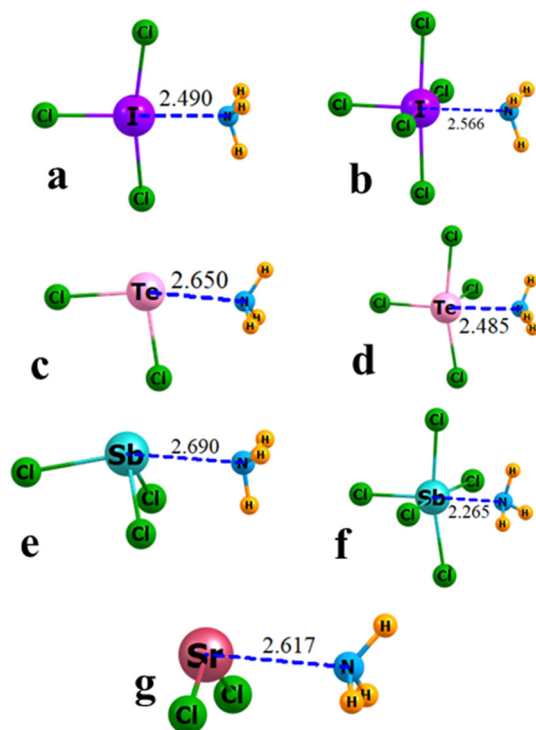 Cl
2.490
H
H
H
Cl
I
N
H
Cl
a
Cl
Cl
H
H
Cl
I
N
Cl
2.566
H
Cl
b
H
Cl
Te
2.650
N
H
H
Cl
c
Cl
H
Cl
Cl
Te
N
H
H
2.485
Cl
d
Sb
2.690
H
H
Cl
N
Cl
H
Cl
e
Cl
H
Cl
Cl
Sb
N
Cl
2.265
H
H
Cl
f
H
Sr
2.617
N
Cl
H
H
Cl
g